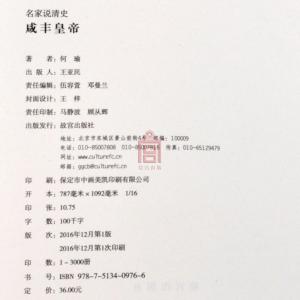 名家说清史
咸丰皇帝
著 者：何 瑜
出 版 人：王亚民
责任编辑：伍容萱 邓曼兰
封面设计：王 梓
责任印制：马静波 顾从辉
出版发行：故宫出版社
地址：北京市东城区景山前街4号 邮编：100009
电话：010-85007808 010-85007816 传真：010-65129479
网址：www.culturefc.cn
邮箱：ggcb@culturefc.cn
印 刷：保定市中画美凯印刷有限公司
开 本：787毫米×1092毫米 1/16
印 张：10.75
字 数：100千字
版 次：2016年12月第1版
2016年12月第1次印刷
印 数：1－3000册
书 号：ISBN 978-7-5134-0976-6
定 价：36.00元